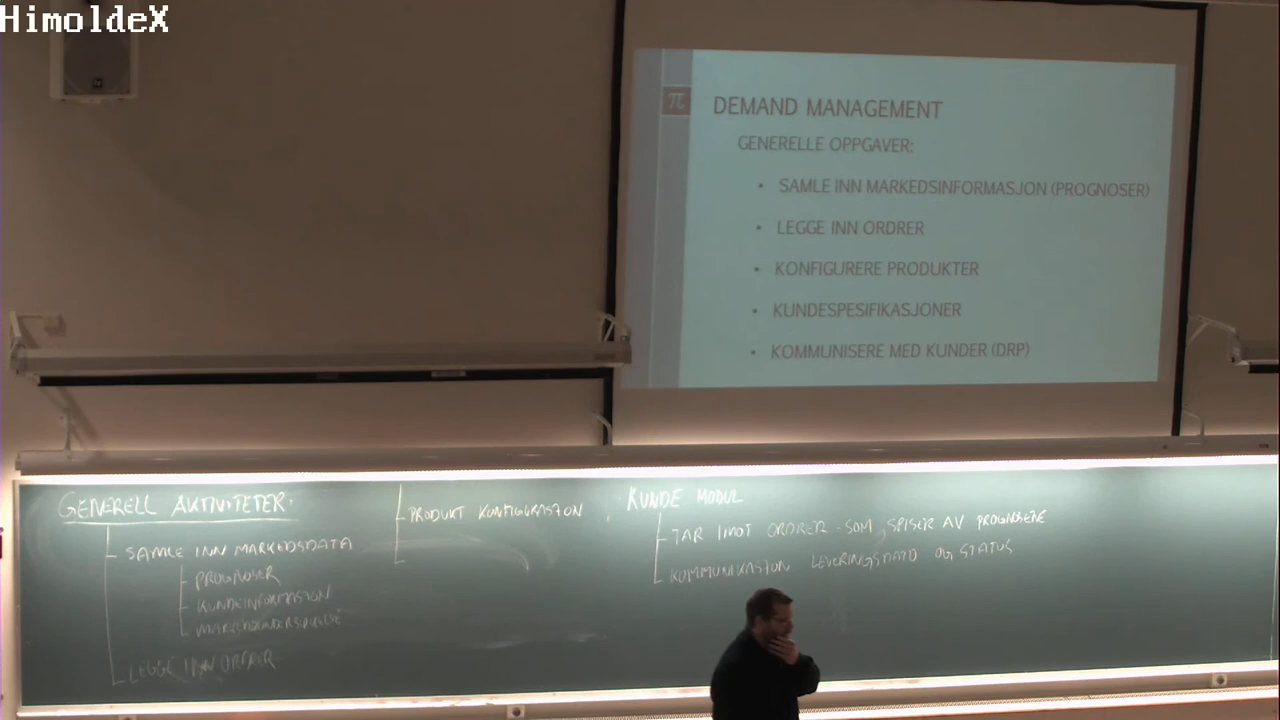 HimoldeX
π
DEMAND MANAGEMENT
GENERELLE OPPGAVER:
• SAMLE INN MARKEDSINFORMASJON (PROGNOSER)
• LEGGE INN ORDRER
• KONFIGURERE PRODUKTER
• KUNDESPESIFIKASJONER
• KOMMUNISERE MED KUNDER (DRP)
GENERELL AKTIVITETER
SAMLE INN MARKEDSDATA
PROGNOSER
KUNDEINFORMASJON
LEGGE INN ORDRER
PRODUKT KONFIGURASJON
KUNDE MODUL
TAR IMOT ORDRER - SOM SPISER AV PROGNOSENE
KOMMUNIKASJON LEVERINGSTID OG STATUS